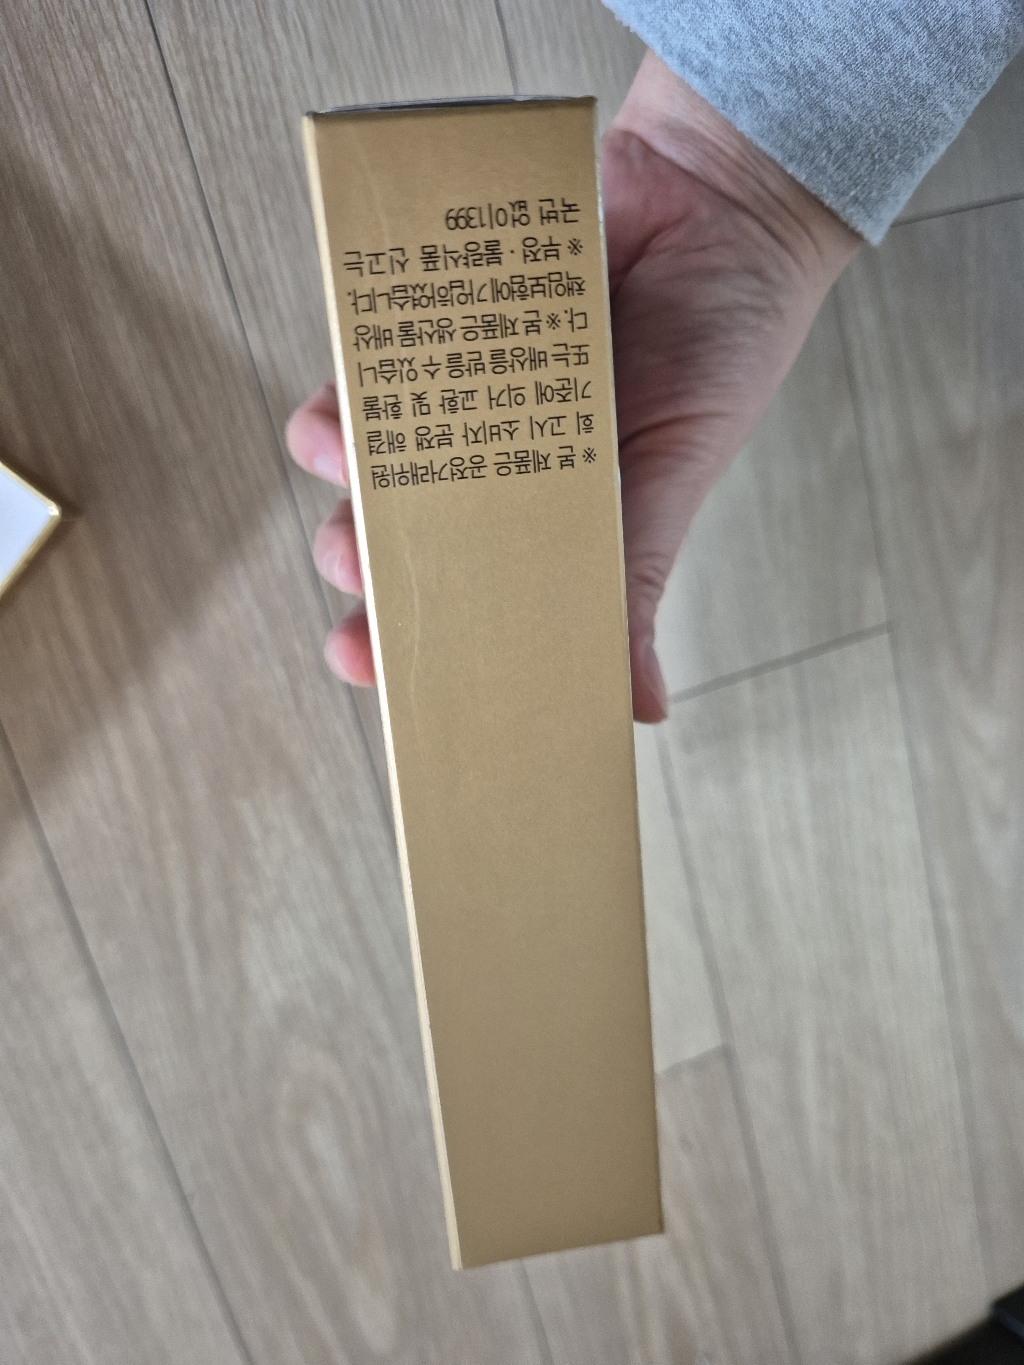 ※ 본 제품은 공정거래위원
회 고시 소비자 분쟁 해결
기준에 의거 교환 및 환불
또는 배상을 받을 수 있습니
다. ※ 본 제품은 생산물 배상
책임보험에 가입하였습니다.
※ 부정 · 불량식품 신고는
국번 없이 1399